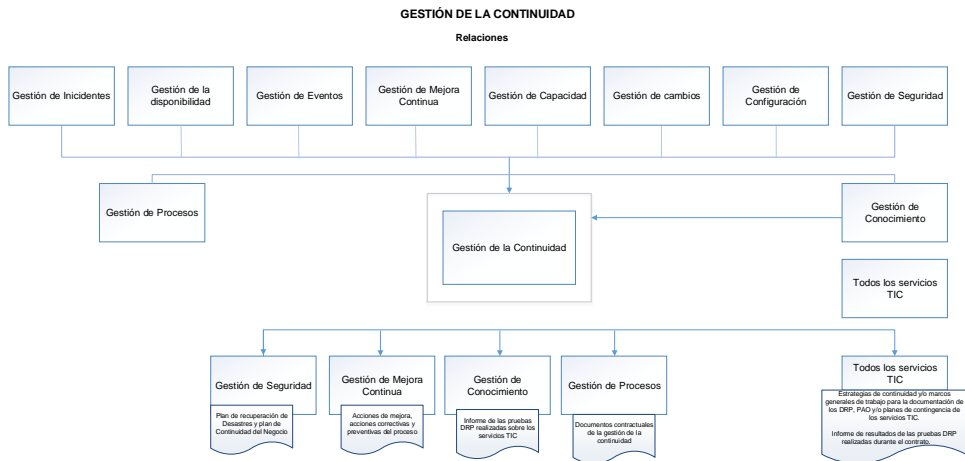 GESTIÓN DE LA CONTINUIDAD
Relaciones
Gestión de Inicidentes
Gestión de la
disponibilidad
Gestión de Eventos
Gestión de Mejora
Continua
Gestión de Capacidad
Gestión de cambios
Gestión de
Configuración
Gestión de Seguridad
Gestión de Procesos
Gestión de
Conocimiento
Gestión de la Continuidad
Todos los servicios
TIC
Gestión de Seguridad
Plan de recuperación de
Desastres y plan de
Continuidad del Negocio
Gestión de Mejora
Continua
Acciones de mejora,
acciones correctivas y
preventivas del proceso
Gestión de
Conocimiento
Informe de las pruebas
DRP realizadas sobre los
servicios TIC
Gestión de Procesos
Documentos contractuales
de la gestión de la
continuidad
Todos los servicios
TIC
Estrategias de continuidad y/o marcos
generales de trabajo para la documentación de
los DRP, PAO y/o planes de contingencia de
los servicios TIC.
Informe de resultados de las pruebas DRP
realizadas durante el contrato.